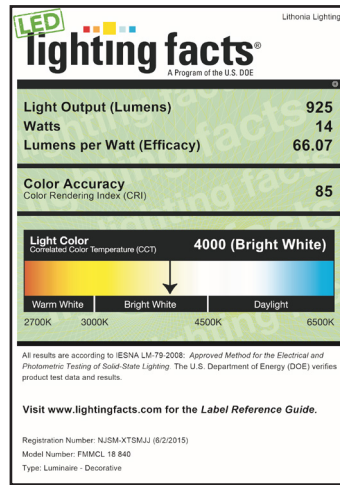 Lithonia Lighting
LED
lighting facts®
A Program of the U.S. DOE
Light Output (Lumens) 925
Watts 14
Lumens per Watt (Efficacy) 66.07
Color Accuracy 85
Color Rendering Index (CRI)
Light Color 4000 (Bright White)
Correlated Color Temperature (CCT)
Warm White Bright White Daylight
2700K 3000K 4500K 6500K
All results are according to IESNA LM-79-2008: Approved Method for the Electrical and
Photometric Testing of Solid-State Lighting. The U.S. Department of Energy (DOE) verifies
product test data and results.
Visit www.lightingfacts.com for the Label Reference Guide.
Registration Number: NJSM-XTSMJJ (6/2/2015)
Model Number: FMMCL 18 840
Type: Luminaire - Decorative